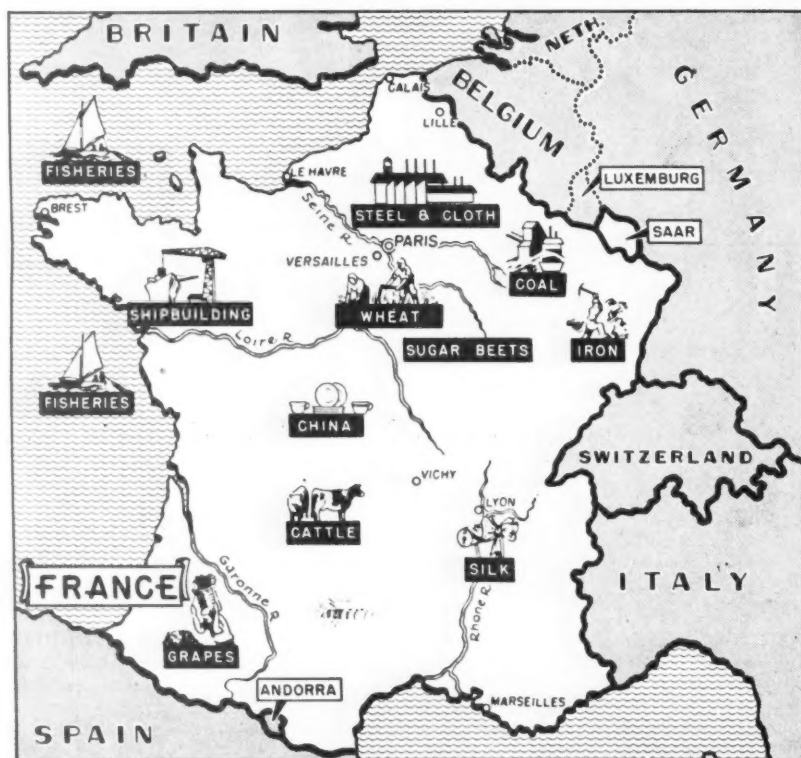 BRITAIN
NETH.
GERMANY
BELGIUM
CALAIS
LILLE
LUXEMBURG
SAAR
FISHERIES
BREST
LE HAVRE
Seine R.
STEEL & CLOTH
PARIS
VERSAILLES
COAL
SHIPBUILDING
WHEAT
Loire R.
SUGAR BEETS
IRON
FISHERIES
CHINA
SWITZERLAND
VICHY
CATTLE
LYON
SILK
FRANCE
Garonne R.
ITALY
Rhone R.
GRAPES
ANDORRA
MARSEILLES
SPAIN